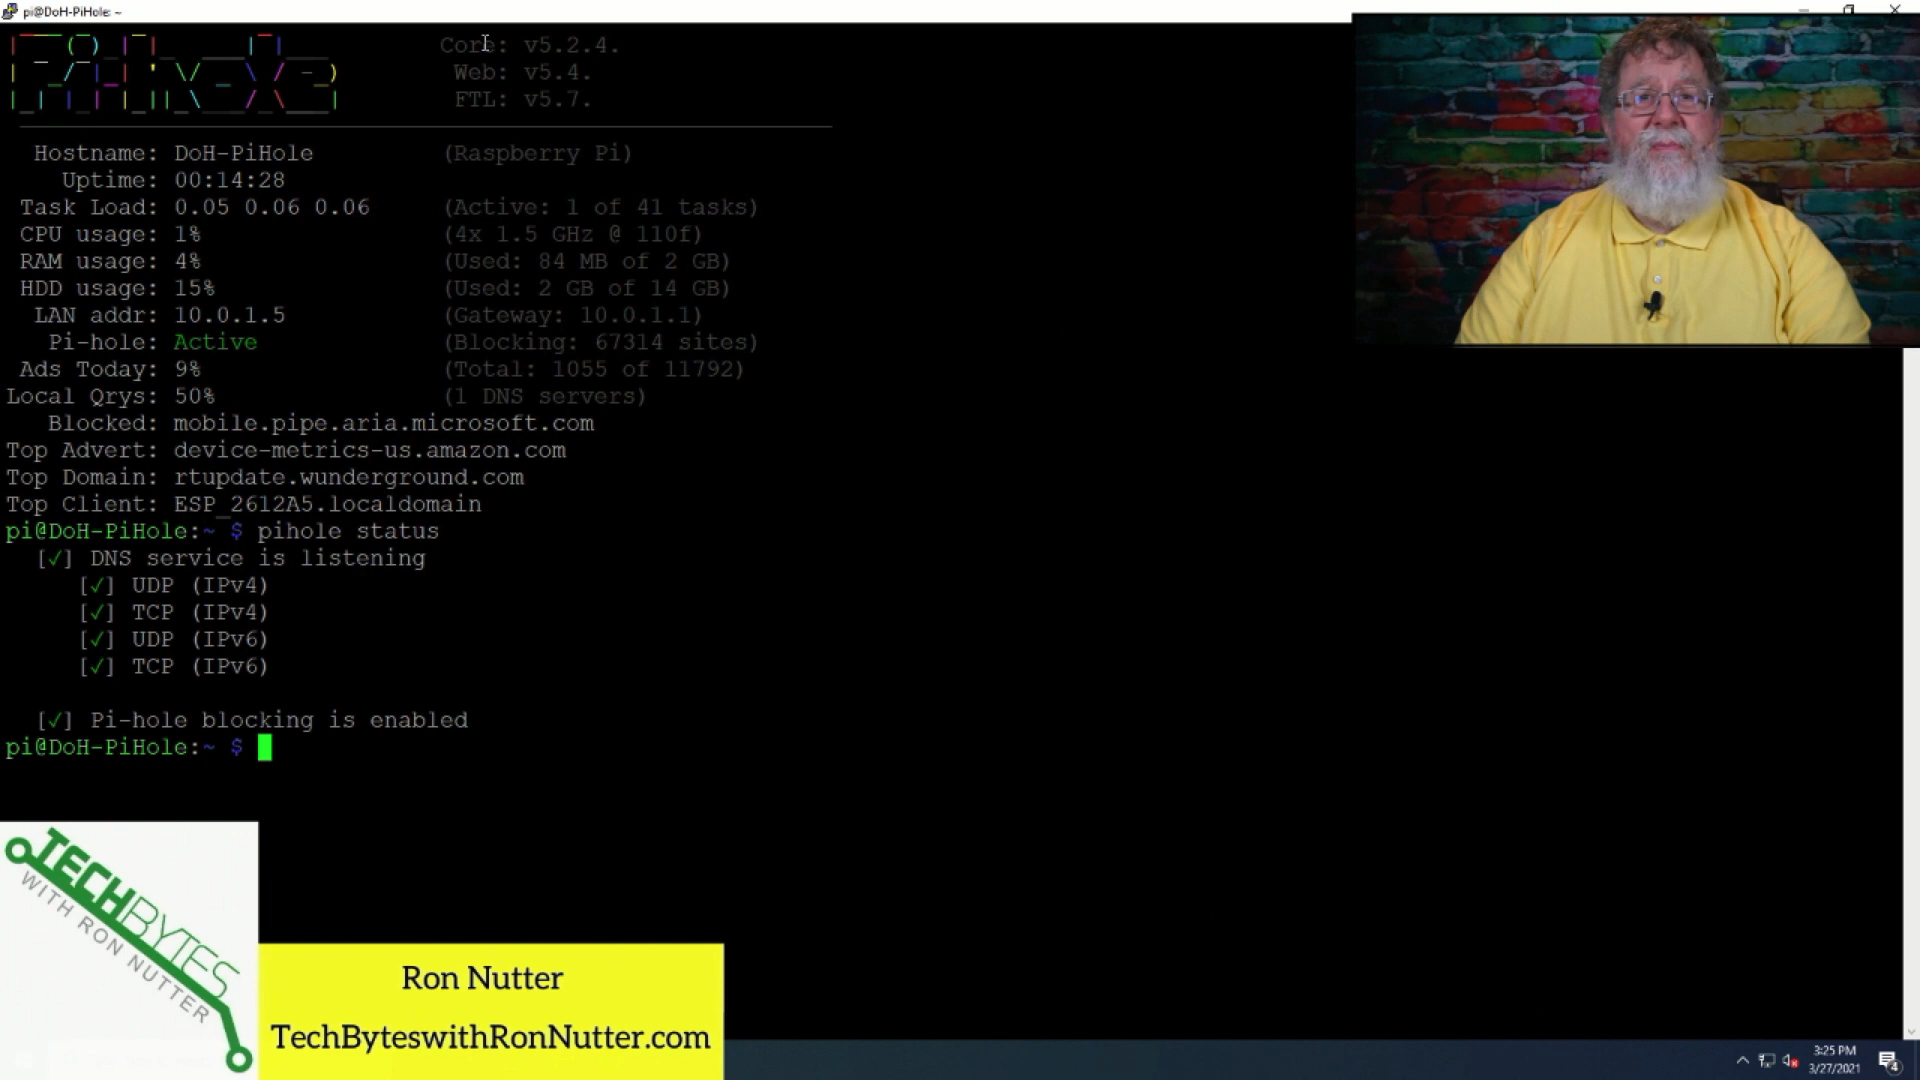 pi@DoH-PiHole: ~
Core: v5.2.4.
Web: v5.4.
FTL: v5.7.
Hostname: DoH-PiHole (Raspberry Pi)
Uptime: 00:14:28
Task Load: 0.05 0.06 0.06 (Active: 1 of 41 tasks)
CPU usage: 1% (4x 1.5 GHz @ 110f)
RAM usage: 4% (Used: 84 MB of 2 GB)
HDD usage: 15% (Used: 2 GB of 14 GB)
LAN addr: 10.0.1.5 (Gateway: 10.0.1.1)
Pi-hole: Active (Blocking: 67314 sites)
Ads Today: 9% (Total: 1055 of 11792)
Local Qrys: 50% (1 DNS servers)
Blocked: mobile.pipe.aria.microsoft.com
Top Advert: device-metrics-us.amazon.com
Top Domain: rtupdate.wunderground.com
Top Client: ESP_2612A5.localdomain
pi@DoH-PiHole:~ $ pihole status
[✓] DNS service is listening
[✓] UDP (IPv4)
[✓] TCP (IPv4)
[✓] UDP (IPv6)
[✓] TCP (IPv6)
[✓] Pi-hole blocking is enabled
pi@DoH-PiHole:~ $
TECHBYTES
WITH RON NUTTER
Ron Nutter
TechByteswithRonNutter.com
3:25 PM
3/27/2021
4